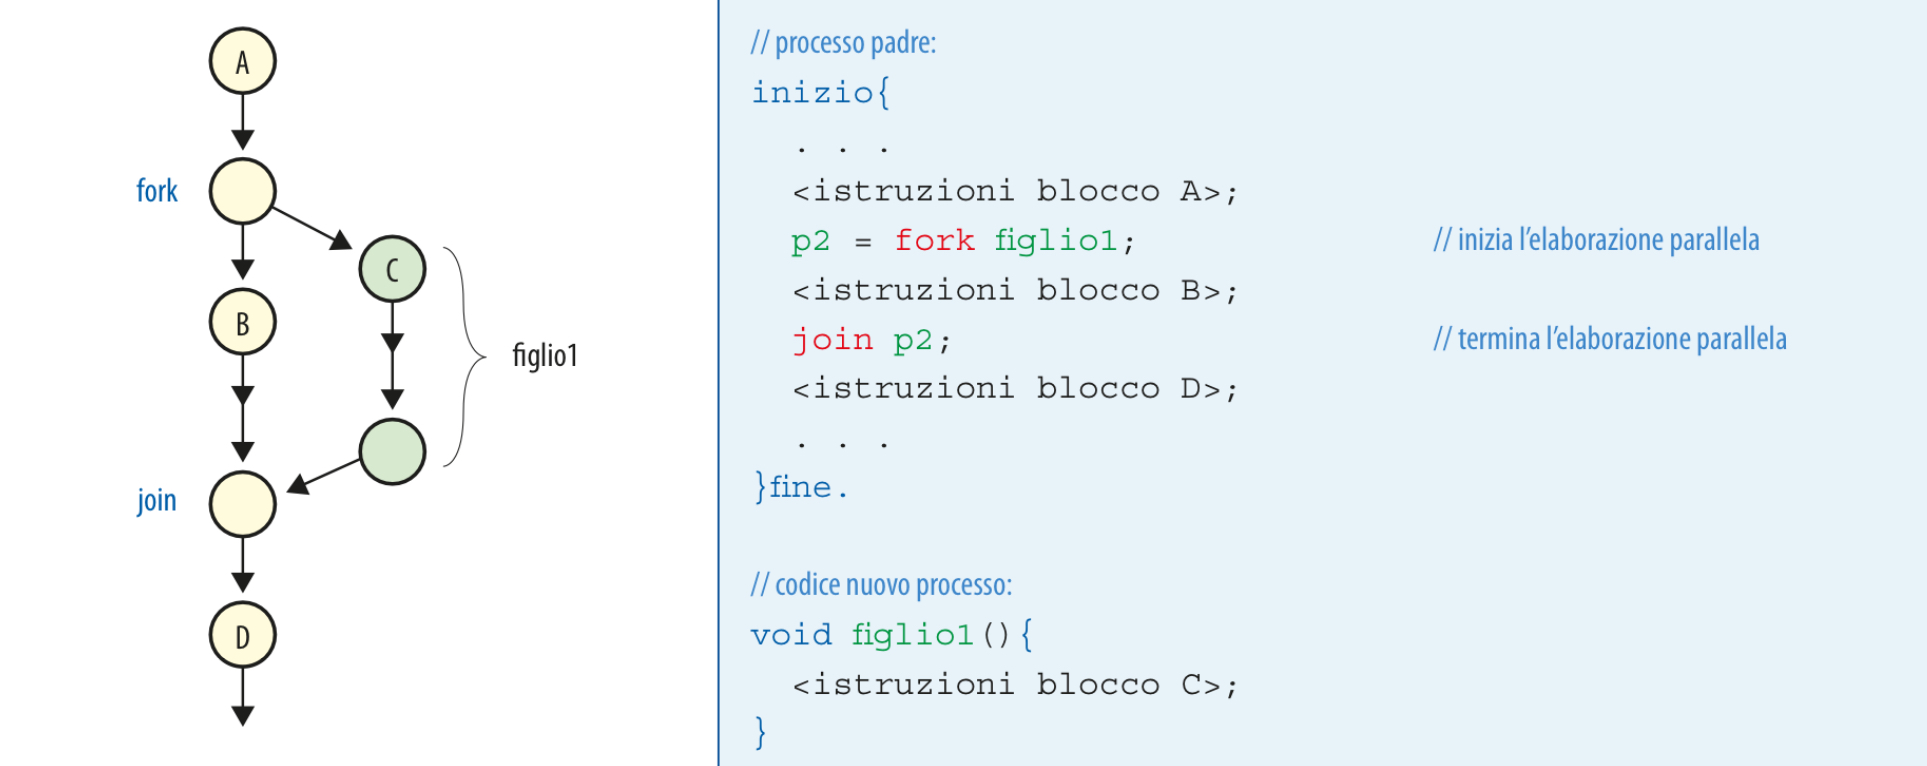 A
fork
C
B
figlio1
join
D
// processo padre:
inizio{
. . .
<istruzioni blocco A>;
p2 = fork figlio1; // inizia l’elaborazione parallela
<istruzioni blocco B>;
join p2; // termina l’elaborazione parallela
<istruzioni blocco D>;
. . .
}fine.
// codice nuovo processo:
void figlio1(){
<istruzioni blocco C>;
}